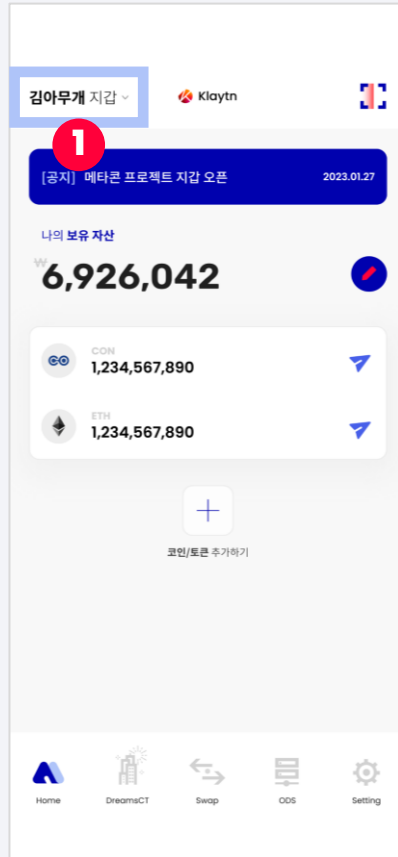 김아무개 지갑
Klaytn
1
[공지] 메타콘 프로젝트 지갑 오픈 2023.01.27
나의 보유 자산
₩6,926,042
CON
1,234,567,890
ETH
1,234,567,890
코인/토큰 추가하기
Home DreamsCT Swap ODS Setting